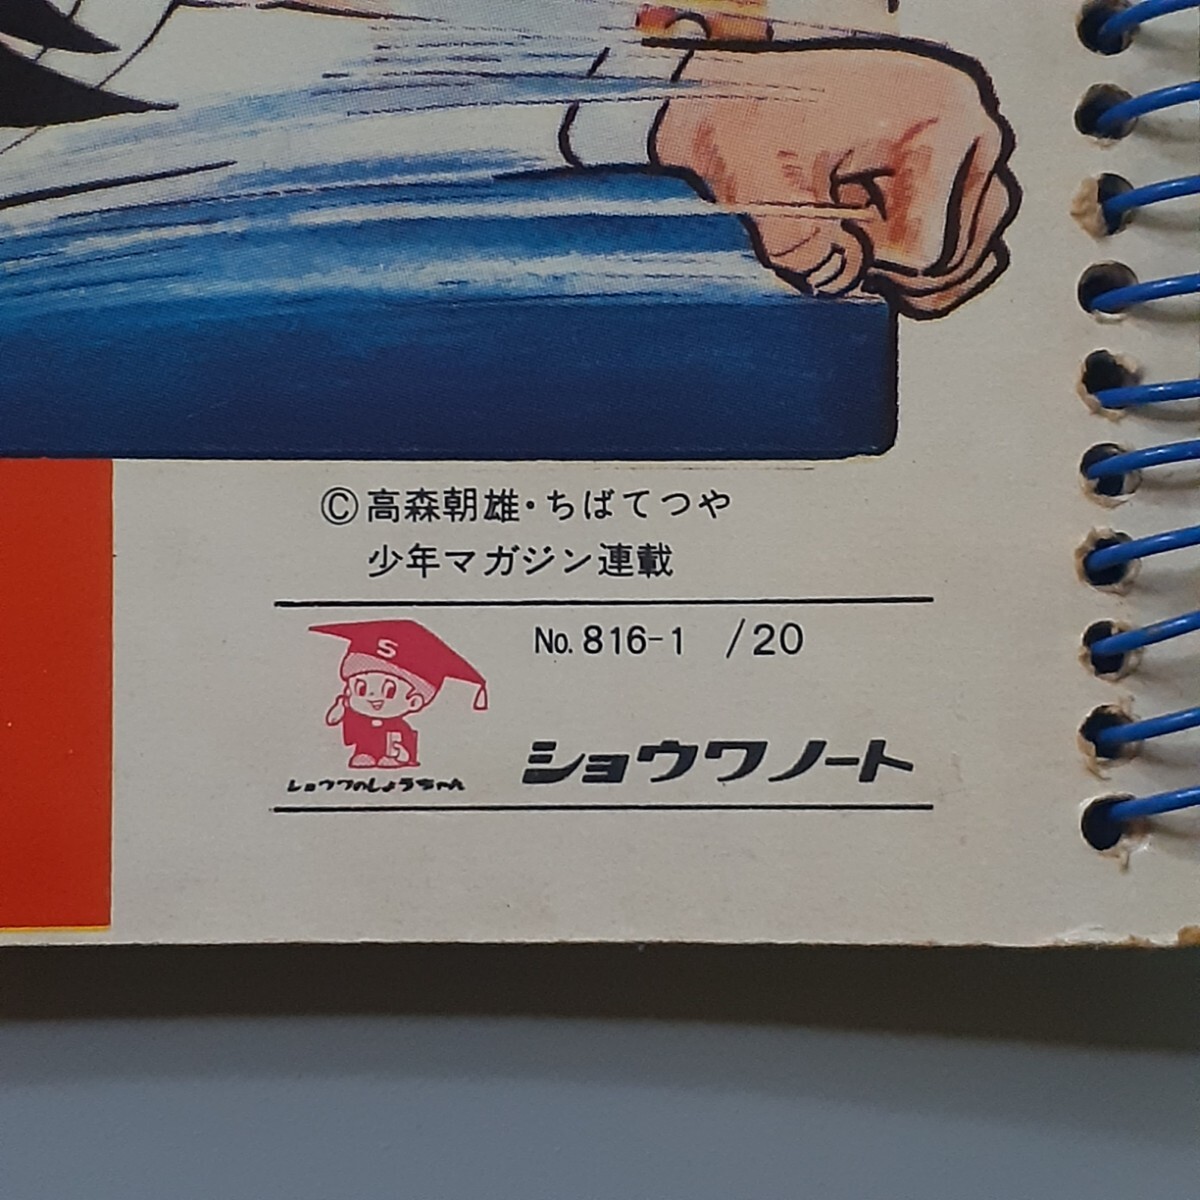 ©高森朝雄・ちばてつや
少年マガジン連載
S
No. 816-1 /20
ショウワのしょうちゃん
ショウワノート